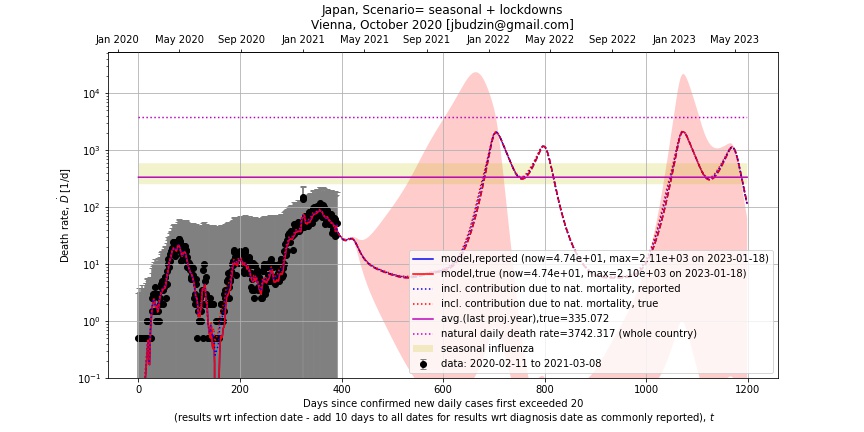 Japan, Scenario= seasonal + lockdowns
Vienna, October 2020 [jbudzin@gmail.com]
Jan 2020 May 2020 Sep 2020 Jan 2021 May 2021 Sep 2021 Jan 2022 May 2022 Sep 2022 Jan 2023 May 2023
Death rate, D [1/d]
10⁴
10³
10²
10¹
10⁰
10⁻¹
model,reported (now=4.74e+01, max=2.11e+03 on 2023-01-18)
model,true (now=4.74e+01, max=2.10e+03 on 2023-01-18)
incl. contribution due to nat. mortality, reported
incl. contribution due to nat. mortality, true
avg.(last proj.year),true=335.072
natural daily death rate=3742.317 (whole country)
seasonal influenza
data: 2020-02-11 to 2021-03-08
0 200 400 600 800 1000 1200
Days since confirmed new daily cases first exceeded 20
(results wrt infection date - add 10 days to all dates for results wrt diagnosis date as commonly reported), t